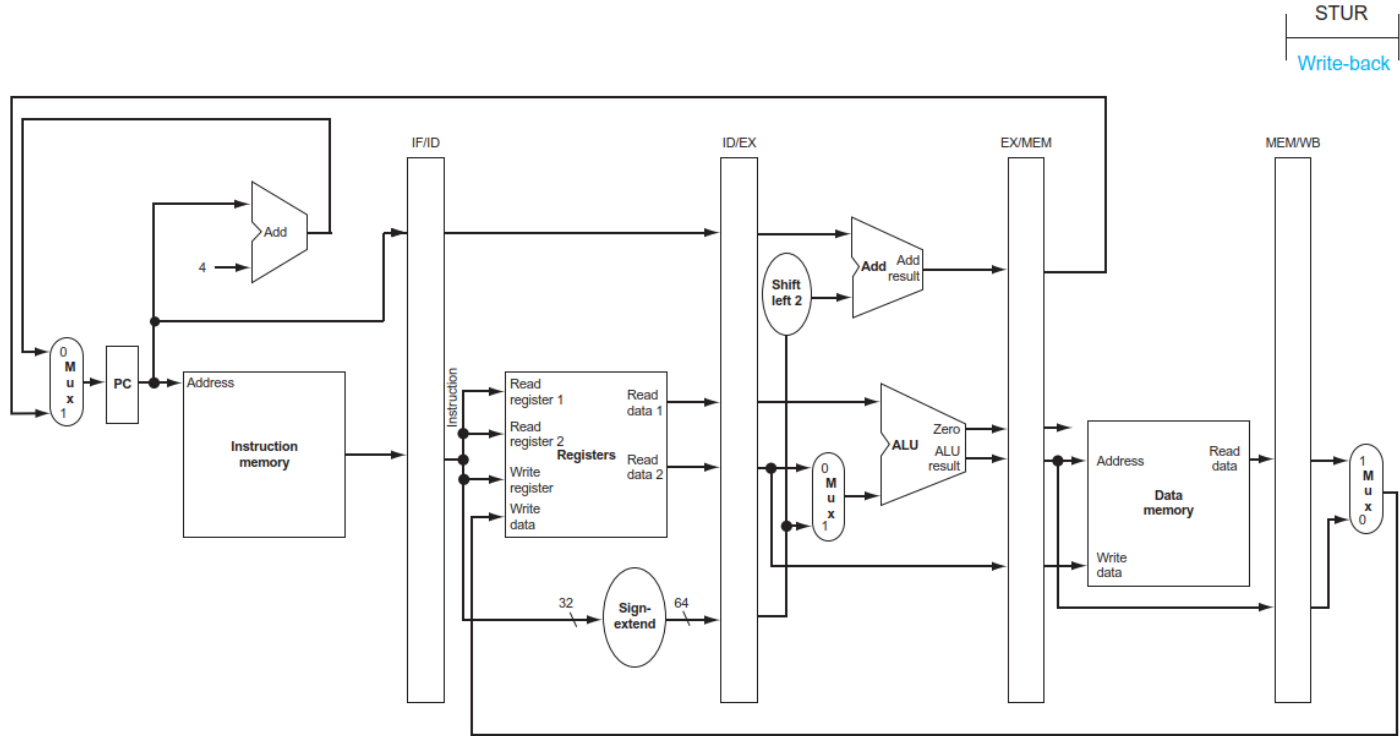 STUR
Write-back
IF/ID
ID/EX
EX/MEM
MEM/WB
Add
4
Add
Add
result
Shift
left 2
0
M
u
x
1
PC
Address
Instruction
memory
Instruction
Read
register 1
Read
register 2
Write
register
Write
data
Registers
Read
data 1
Read
data 2
0
M
u
x
1
ALU
Zero
ALU
result
Address
Read
data
Data
memory
Write
data
1
M
u
x
0
32
Sign-
extend
64